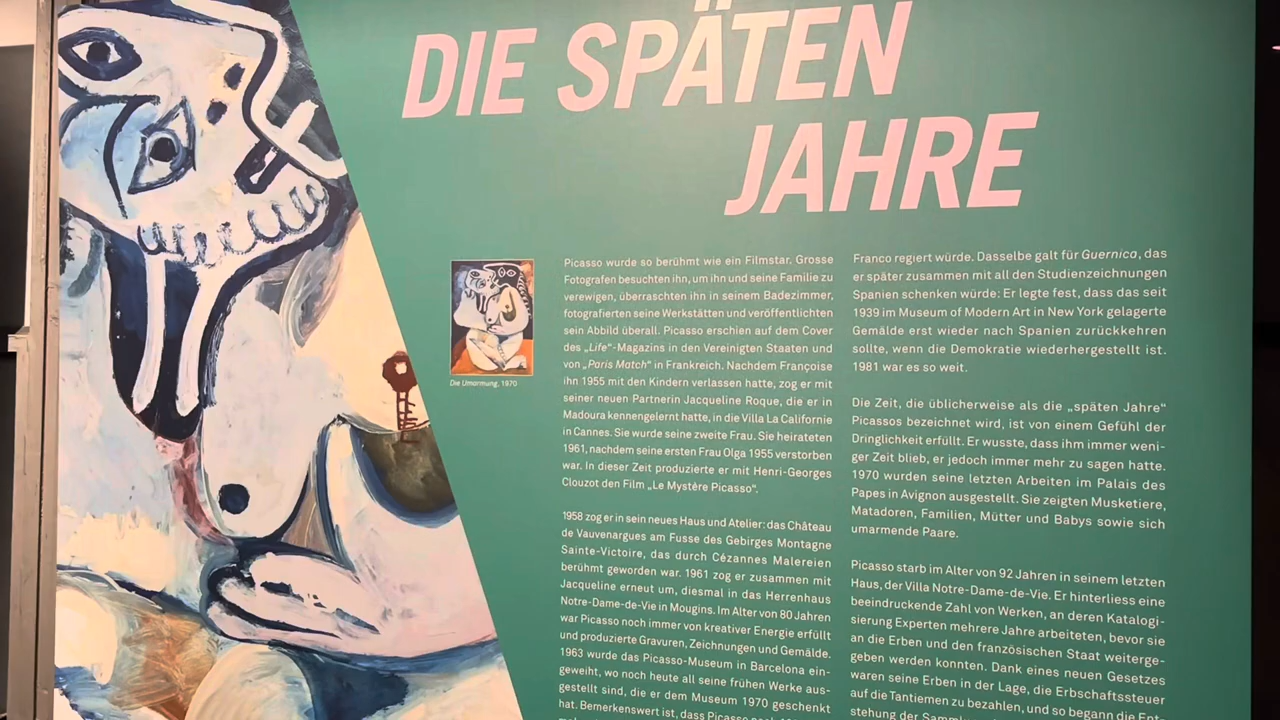 DIE SPÄTEN
JAHRE
Die Umarmung, 1970
Picasso wurde so berühmt wie ein Filmstar. Grosse
Fotografen besuchten ihn, um ihn und seine Familie zu
verewigen, überraschten ihn in seinem Badezimmer,
fotografierten seine Werkstätten und veröffentlichten
sein Abbild überall. Picasso erschien auf dem Cover
des „Life“-Magazins in den Vereinigten Staaten und
von „Paris Match“ in Frankreich. Nachdem Françoise
ihn 1955 mit den Kindern verlassen hatte, zog er mit
seiner neuen Partnerin Jacqueline Roque, die er in
Madoura kennengelernt hatte, in die Villa La Californie
in Cannes. Sie wurde seine zweite Frau. Sie heirateten
1961, nachdem seine ersten Frau Olga 1955 verstorben
war. In dieser Zeit produzierte er mit Henri-Georges
Clouzot den Film „Le Mystère Picasso“.
1958 zog er in sein neues Haus und Atelier: das Château
de Vauvenargues am Fusse des Gebirges Montagne
Sainte-Victoire, das durch Cézannes Malereien
berühmt geworden war. 1961 zog er zusammen mit
Jacqueline erneut um, diesmal in das Herrenhaus
Notre-Dame-de-Vie in Mougins. Im Alter von 80 Jahren
war Picasso noch immer von kreativer Energie erfüllt
und produzierte Gravuren, Zeichnungen und Gemälde.
1963 wurde das Picasso-Museum in Barcelona ein-
geweiht, wo noch heute all seine frühen Werke aus-
gestellt sind, die er dem Museum 1970 geschenkt
hat. Bemerkenswert ist, dass Picasso
Franco regiert würde. Dasselbe galt für Guernica, das
er später zusammen mit all den Studienzeichnungen
Spanien schenken würde: Er legte fest, dass das seit
1939 im Museum of Modern Art in New York gelagerte
Gemälde erst wieder nach Spanien zurückkehren
sollte, wenn die Demokratie wiederhergestellt ist.
1981 war es so weit.
Die Zeit, die üblicherweise als die „späten Jahre“
Picassos bezeichnet wird, ist von einem Gefühl der
Dringlichkeit erfüllt. Er wusste, dass ihm immer weni-
ger Zeit blieb, er jedoch immer mehr zu sagen hatte.
1970 wurden seine letzten Arbeiten im Palais des
Papes in Avignon ausgestellt. Sie zeigten Musketiere,
Matadoren, Familien, Mütter und Babys sowie sich
umarmende Paare.
Picasso starb im Alter von 92 Jahren in seinem letzten
Haus, der Villa Notre-Dame-de-Vie. Er hinterliess eine
beeindruckende Zahl von Werken, an deren Katalogi-
sierung Experten mehrere Jahre arbeiteten, bevor sie
an die Erben und den französischen Staat weiterge-
geben werden konnten. Dank eines neuen Gesetzes
waren seine Erben in der Lage, die Erbschaftssteuer
auf die Tantiemen zu bezahlen, und so begann die Ent-
stehung der